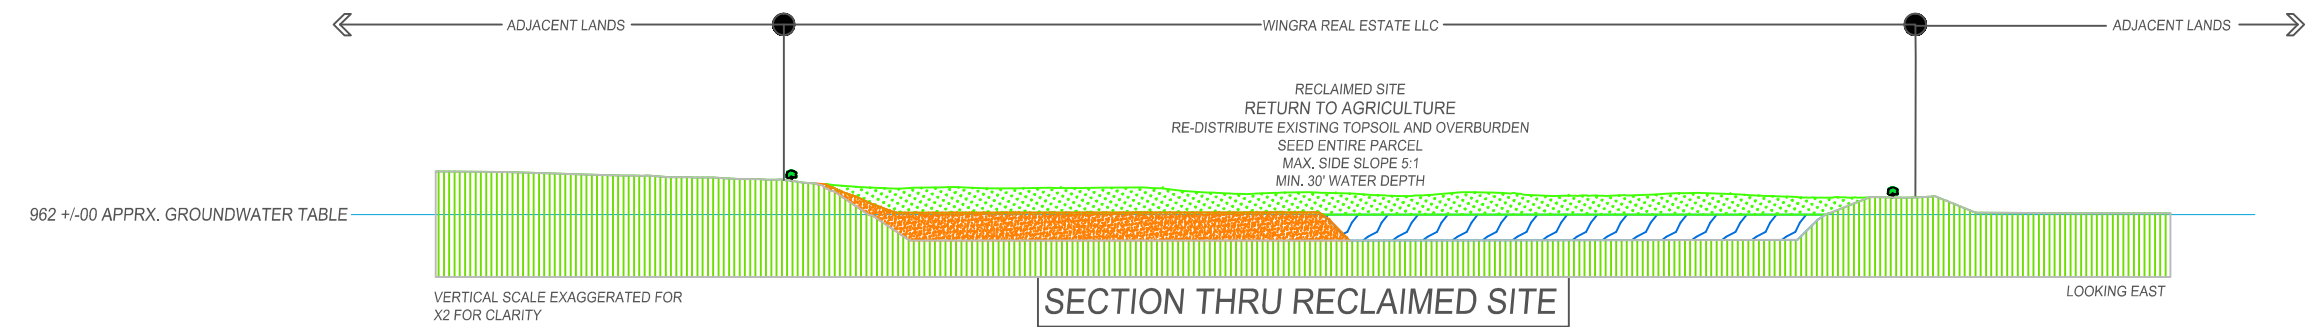 ADJACENT LANDS
WINGRA REAL ESTATE LLC
ADJACENT LANDS
RECLAIMED SITE
RETURN TO AGRICULTURE
RE-DISTRIBUTE EXISTING TOPSOIL AND OVERBURDEN
SEED ENTIRE PARCEL
MAX. SIDE SLOPE 5:1
MIN. 30' WATER DEPTH
962 +/-00 APPRX. GROUNDWATER TABLE
VERTICAL SCALE EXAGGERATED FOR
X2 FOR CLARITY
SECTION THRU RECLAIMED SITE
LOOKING EAST